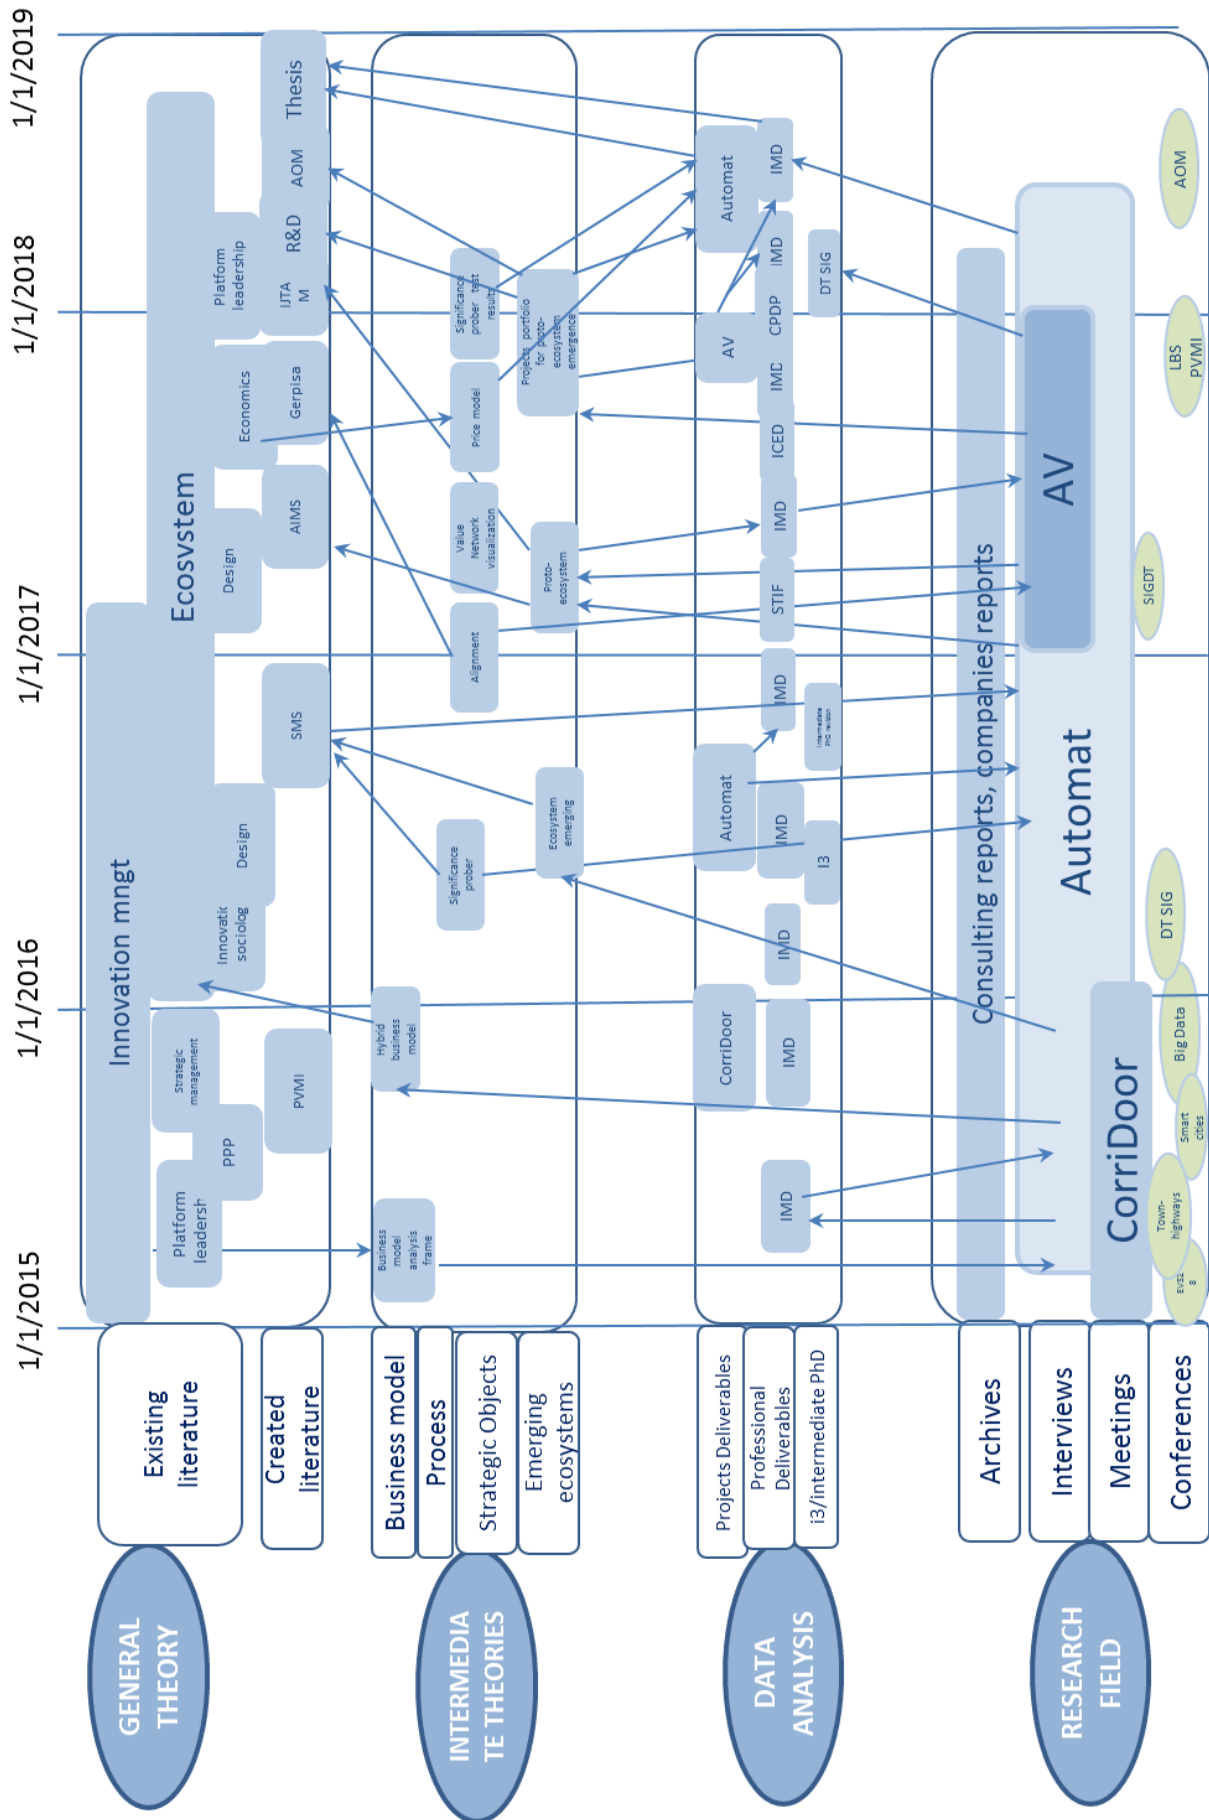 1/1/2015
1/1/2016
1/1/2017
1/1/2018
1/1/2019
GENERAL
THEORY
Existing
literature
Created
literature
Innovation mngt
Ecosystem
Platform
leadersh
PPP
Strategic
management
Innovatic
sociolog
Design
Design
Economics
Platform
leadership
PVMI
SMS
AIMS
Gerpisa
IJTA
M
R&D
AOM
Thesis
INTERMEDIA
TE THEORIES
Business model
Process
Strategic Objects
Emerging
ecosystems
Business
model
analysis
frame
Hybrid
business
model
Significance
prober
Alignment
Value
Network
visualization
Price model
Significance
prober test
results
Ecosystem
emerging
Proto-
ecosystem
Projects portfolio
for proto-
ecosystem
emergence
DATA
ANALYSIS
Projects Deliverables
Professional
Deliverables
i3/intermediate PhD
CorriDoor
Automat
AV
Automat
IMD
IMD
IMD
IMD
IMD
STIF
IMD
ICED
IMD
CPDP
IMD
IMD
I3
Intermediate
PhD revision
DT SIG
RESEARCH
FIELD
Archives
Interviews
Meetings
Conferences
Consulting reports, companies reports
Automat
AV
CorriDoor
EVS2
8
Town-
highways
Smart
cities
Big Data
DT SIG
SIGDT
LBS
PVMI
AOM